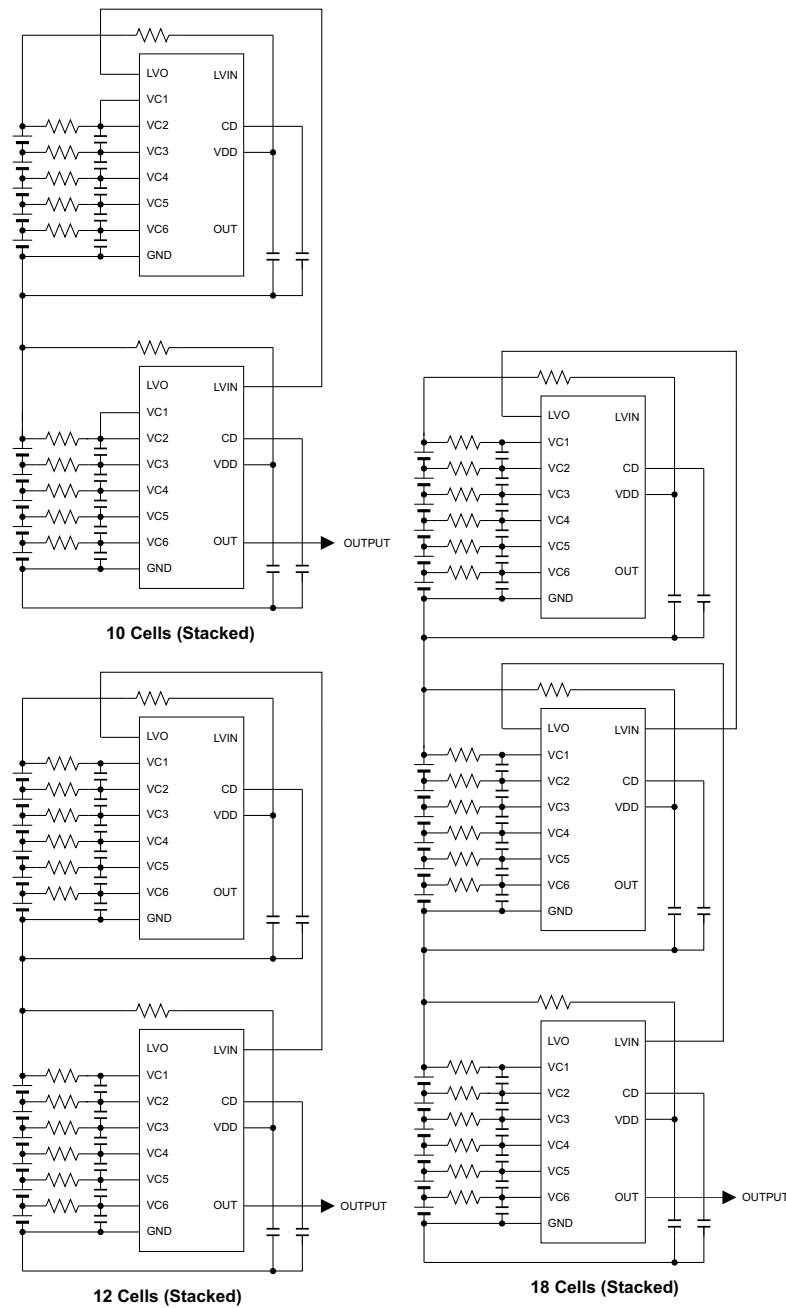 LVO LVIN
VC1
VC2 CD
VC3 VDD
VC4
VC5
VC6 OUT
GND
LVO LVIN
VC1
VC2 CD
VC3 VDD
VC4
VC5
VC6 OUT OUTPUT
GND
10 Cells (Stacked)
LVO LVIN
VC1
VC2 CD
VC3 VDD
VC4
VC5
VC6 OUT
GND
LVO LVIN
VC1
VC2 CD
VC3 VDD
VC4
VC5
VC6 OUT OUTPUT
GND
12 Cells (Stacked)
LVO LVIN
VC1
VC2 CD
VC3 VDD
VC4
VC5
VC6 OUT
GND
LVO LVIN
VC1
VC2 CD
VC3 VDD
VC4
VC5
VC6 OUT
GND
LVO LVIN
VC1
VC2 CD
VC3 VDD
VC4
VC5
VC6 OUT OUTPUT
GND
18 Cells (Stacked)